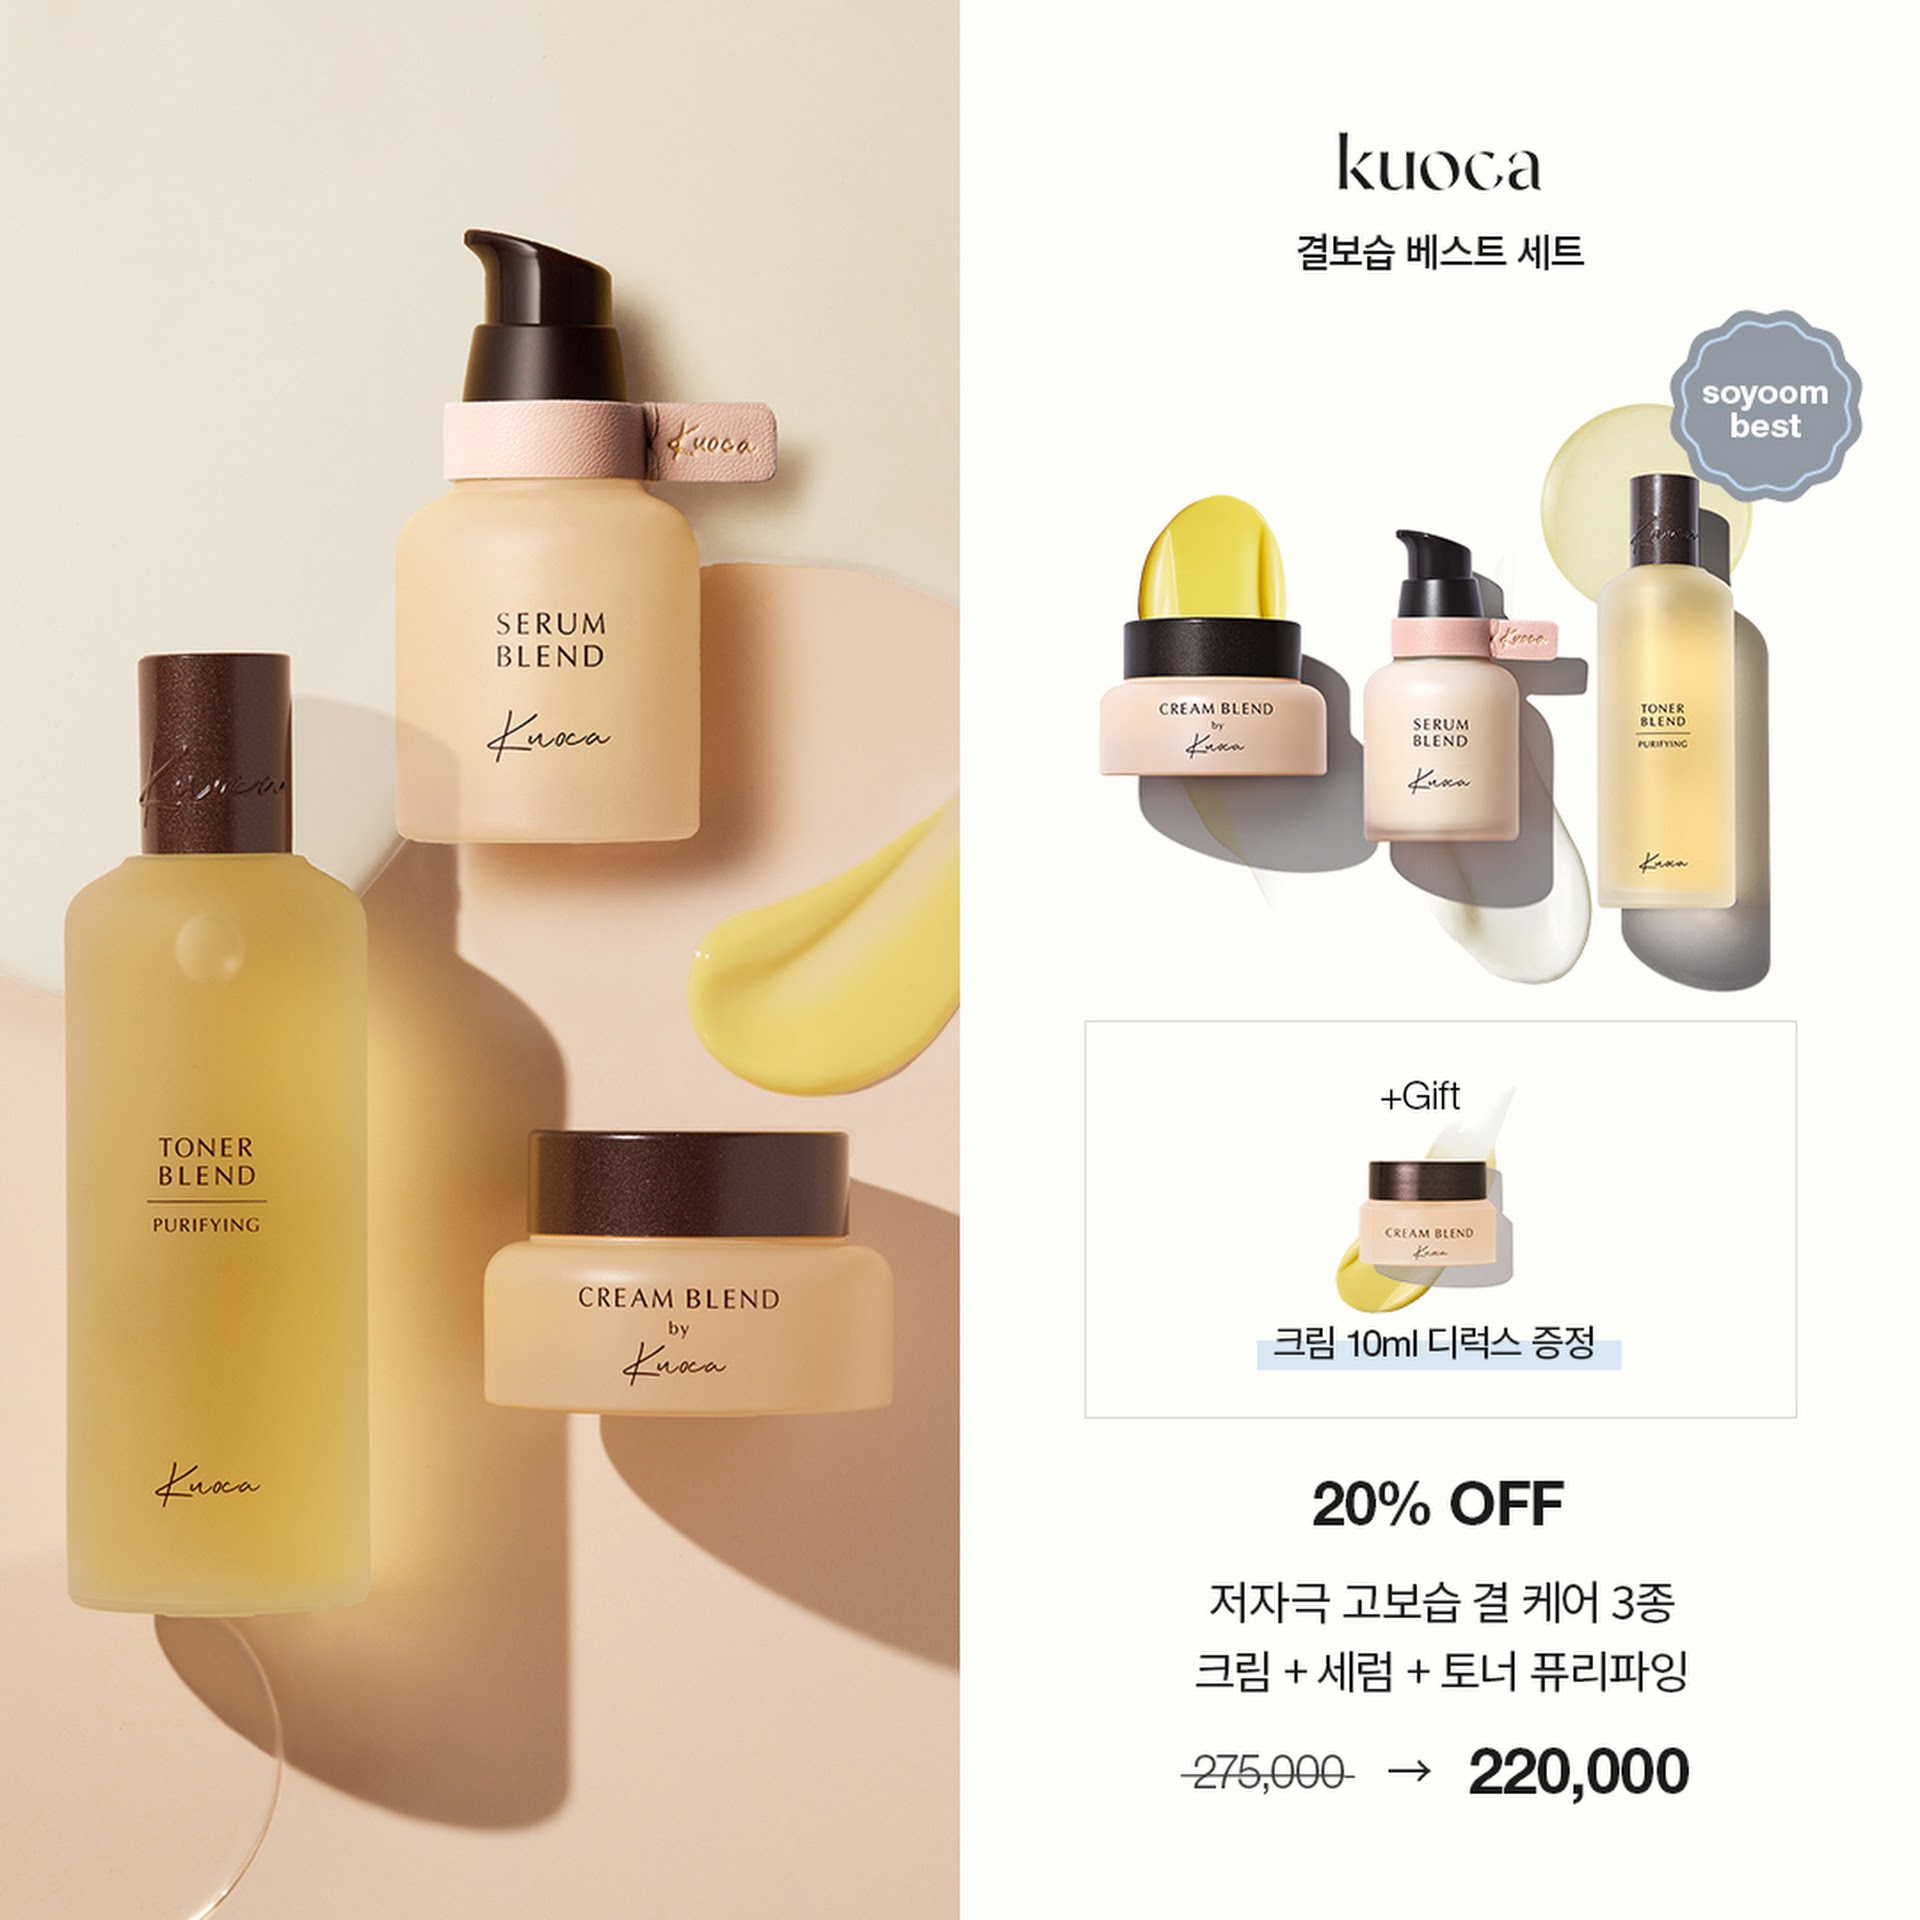 Kuoca
SERUM
BLEND
Kuoca
Kuoca
TONER
BLEND
PURIFYING
Kuoca
CREAM BLEND
by
Kuoca
kuoca
결보습 베스트 세트
soyoom
best
Kuoca
Kuoca
CREAM BLEND
by
Kuoca
SERUM
BLEND
Kuoca
TONER
BLEND
PURIFYING
Kuoca
+Gift
CREAM BLEND
Kuoca
크림 10ml 디럭스 증정
20% OFF
저자극 고보습 결 케어 3종
크림 + 세럼 + 토너 퓨리파잉
275,000 → 220,000